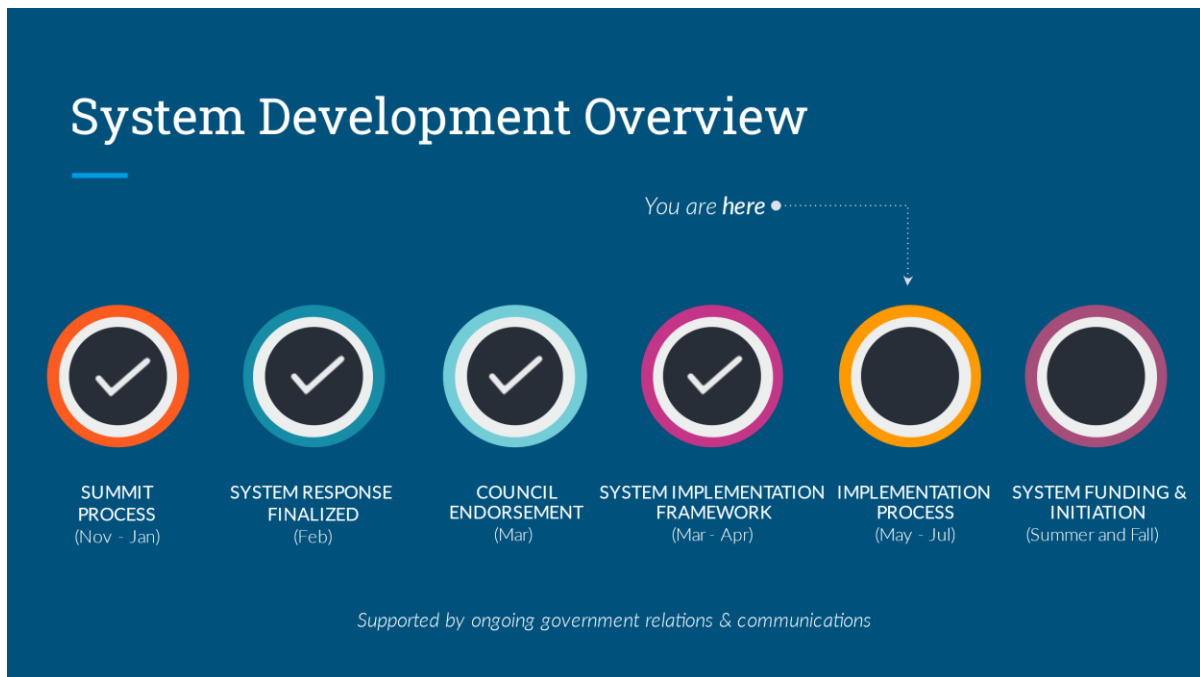 System Development Overview
You are here
SUMMIT
PROCESS
(Nov - Jan)
SYSTEM RESPONSE
FINALIZED
(Feb)
COUNCIL
ENDORSEMENT
(Mar)
SYSTEM IMPLEMENTATION
FRAMEWORK
(Mar - Apr)
IMPLEMENTATION
PROCESS
(May - Jul)
SYSTEM FUNDING &
INITIATION
(Summer and Fall)
Supported by ongoing government relations & communications